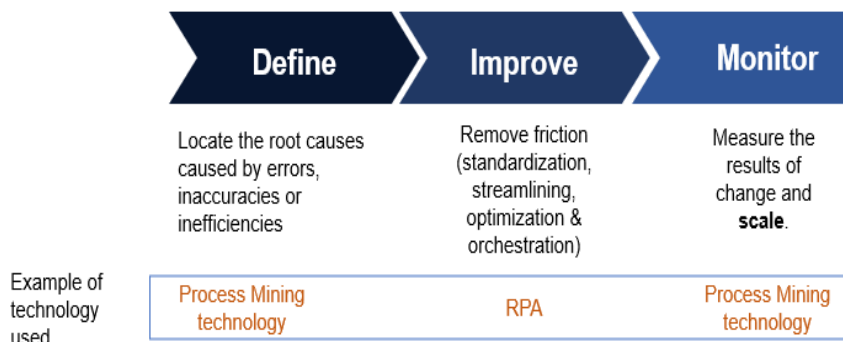 Define
Improve
Monitor
Locate the root causes
caused by errors,
inaccuracies or
inefficiencies
Remove friction
(standardization,
streamlining,
optimization &
orchestration)
Measure the
results of
change and
scale.
Example of
technology
used
Process Mining
technology
RPA
Process Mining
technology